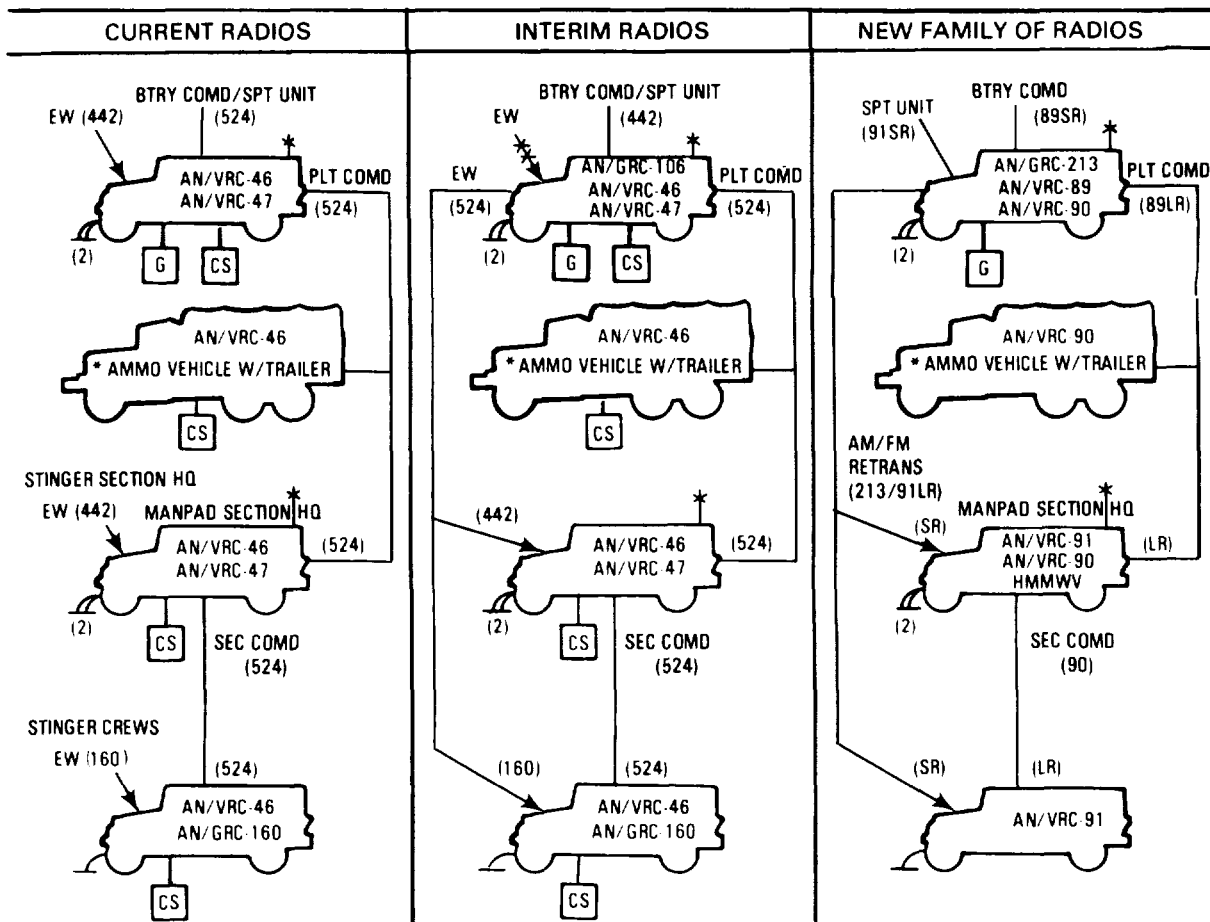 CURRENT RADIOS
BTRY COMD/SPT UNIT
EW (442)
(524)
AN/VRC-46
AN/VRC-47
PLT COMD
(524)
(2)
G
CS
AN/VRC-46
* AMMO VEHICLE W/TRAILER
CS
STINGER SECTION HQ
EW (442)
MANPAD SECTION HQ
*
AN/VRC-46
AN/VRC-47
(524)
(2)
CS
SEC COMD
(524)
STINGER CREWS
EW (160)
(524)
AN/VRC-46
AN/GRC-160
CS
INTERIM RADIOS
BTRY COMD/SPT UNIT
EW
(442)
*
EW
(524)
AN/GRC-106
AN/VRC-46
AN/VRC-47
PLT COMD
(524)
(2)
G
CS
AN/VRC-46
* AMMO VEHICLE W/TRAILER
CS
(442)
*
AN/VRC-46
AN/VRC-47
(524)
(2)
CS
SEC COMD
(524)
(160)
(524)
AN/VRC-46
AN/GRC-160
CS
NEW FAMILY OF RADIOS
BTRY COMD
SPT UNIT
(91SR)
(89SR)
*
AN/GRC-213
AN/VRC-89
AN/VRC-90
PLT COMD
(89LR)
(2)
G
AN/VRC 90
* AMMO VEHICLE W/TRAILER
AM/FM
RETRANS
(213/91LR)
MANPAD SECTION HQ
*
(SR)
AN/VRC-91
AN/VRC-90
HMMWV
(LR)
(2)
SEC COMD
(90)
(SR)
(LR)
AN/VRC-91